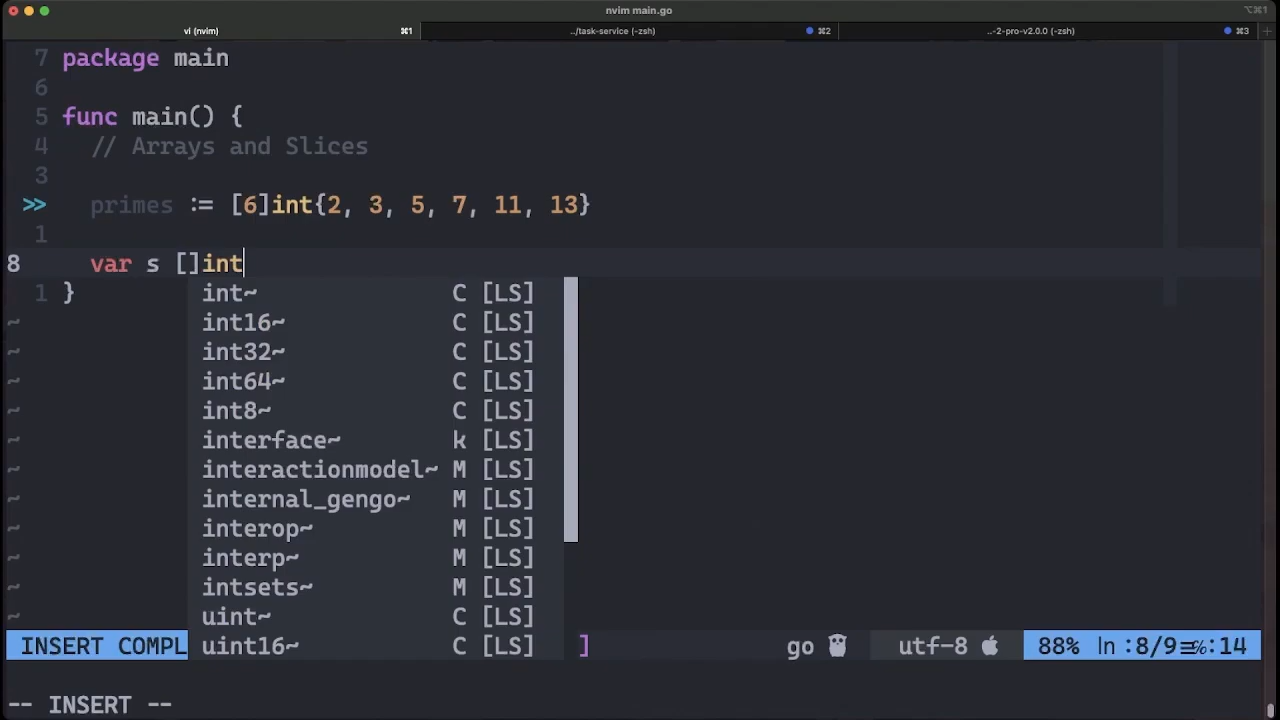 nvim main.go
⌥⌘1
vi (nvim) ⌘1 ../task-service (-zsh) ⌘2 ..-2-pro-v2.0.0 (-zsh) ⌘3 +
7 package main
6
5 func main() {
4 // Arrays and Slices
3
>> primes := [6]int{2, 3, 5, 7, 11, 13}
1
8 var s []int
1 }
~ int~ C [LS]
~ int16~ C [LS]
~ int32~ C [LS]
~ int64~ C [LS]
~ int8~ C [LS]
~ interface~ k [LS]
~ interactionmodel~ M [LS]
~ internal_gengo~ M [LS]
~ interop~ M [LS]
~ interp~ M [LS]
~ intsets~ M [LS]
~ uint~ C [LS]
INSERT COMPL uint16~ C [LS] ] go utf-8 88% ln :8/9≡%:14
-- INSERT --